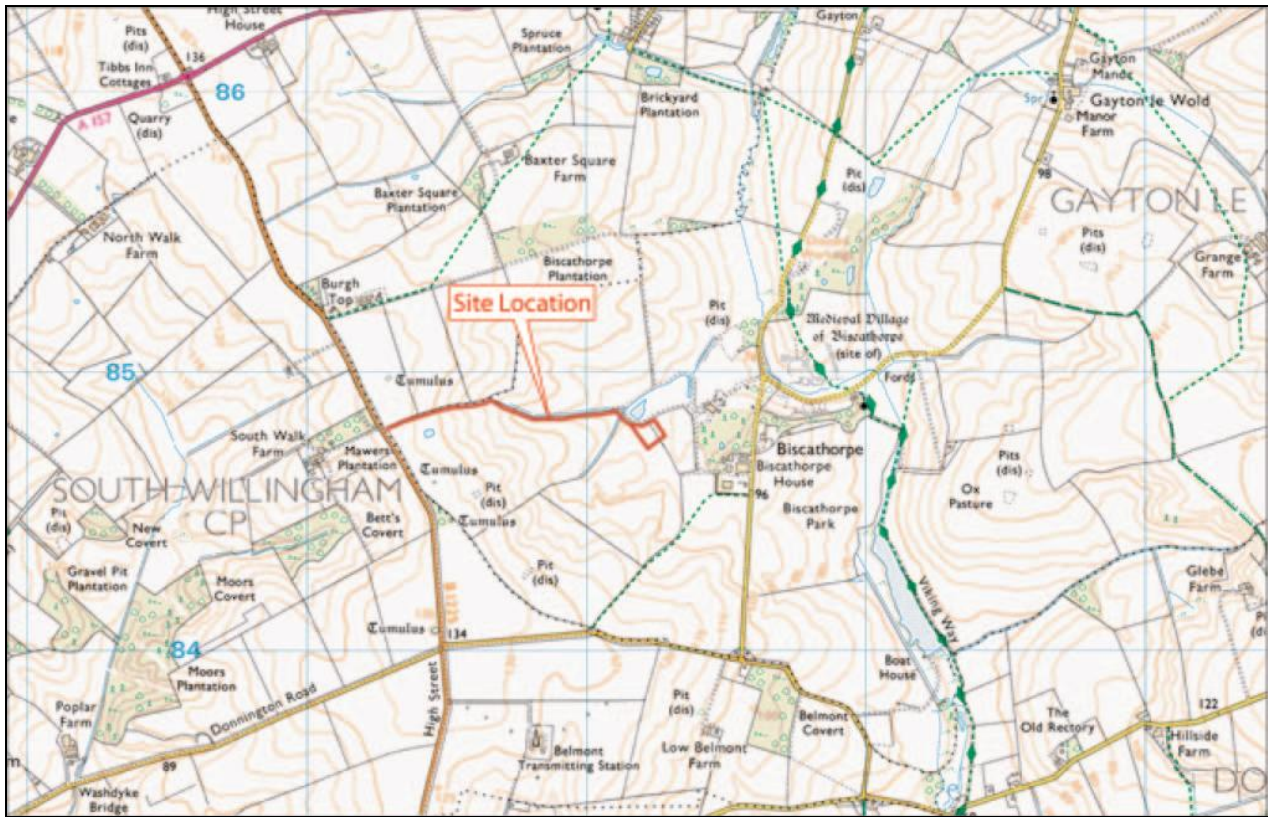 High Street
House
Pits
(dis)
136
Tibbs Inn
Cottages
86
A 157
Quarry
(dis)
Spruce
Plantation
Gayton
Brickyard
Plantation
Gayton
Manor
Spr
Gayton le Wold
Manor
Farm
98
Baxter Square
Farm
Baxter Square
Plantation
Pit
(dis)
GAYTON LE
Pits
(dis)
Grange
Farm
North Walk
Farm
Biscathorpe
Plantation
Burgh
Top
Site Location
Pit
(dis)
Medieval Village
of Biscathorpe
(site of)
85
Tumulus
Fords
South Walk
Farm
Mawers
Plantation
Tumulus
Biscathorpe
Biscathorpe
House
96
Biscathorpe
Park
Pits
(dis)
Ox
Pasture
SOUTH WILLINGHAM
CP
Pit
(dis)
New
Covert
Bett's
Covert
Pit
(dis)
Tumulus
Gravel Pit
Plantation
Moors
Covert
Pit
(dis)
B 1225
Viking Way
Glebe
Farm
Tumulus
134
84
Moors
Plantation
Boat
House
Poplar
Farm
Donnington Road
High Street
Pit
(dis)
Belmont
Covert
The
Old Rectory
122
Hillside
Farm
89
Belmont
Transmitting Station
Low Belmont
Farm
Washdyke
Bridge
DO